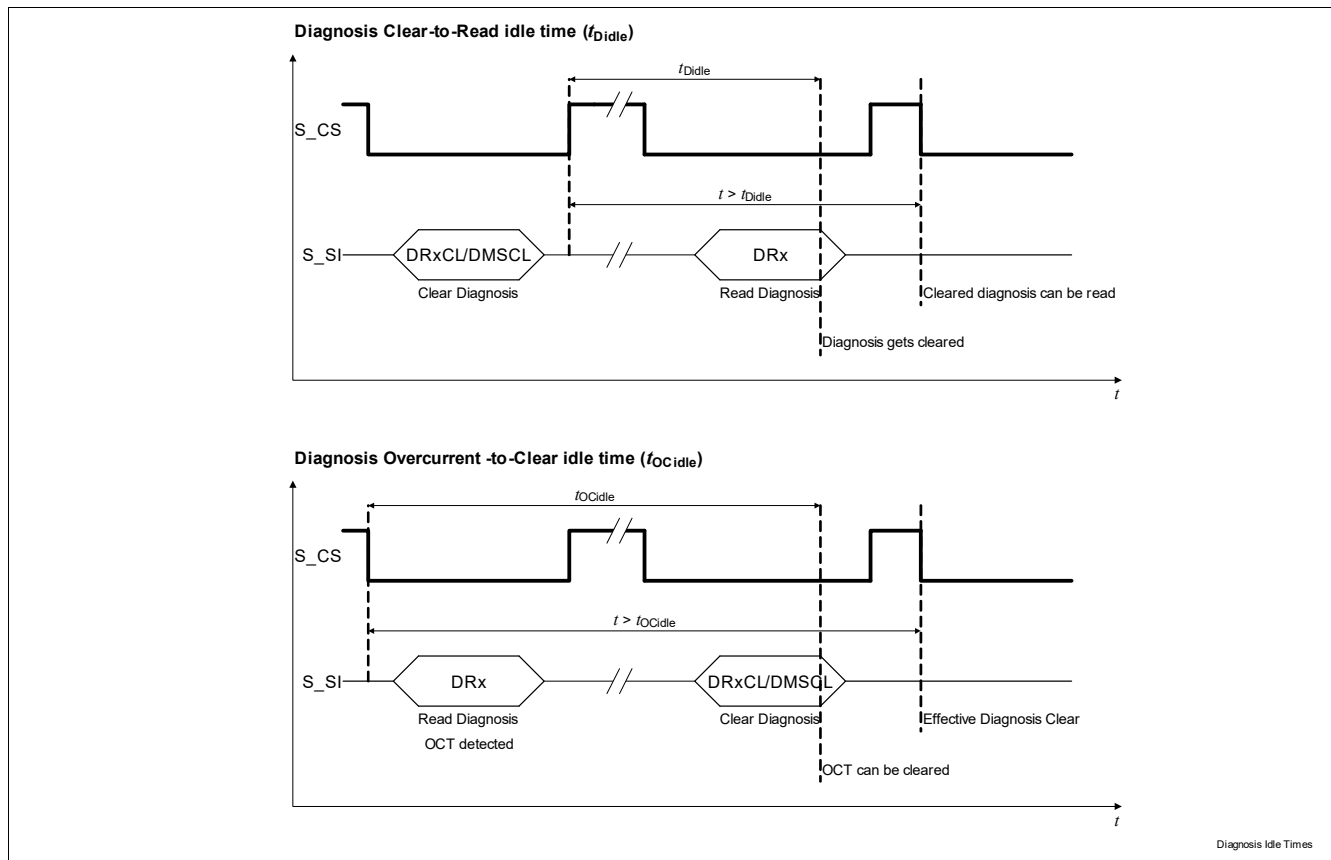 Diagnosis Clear-to-Read idle time (tDidle)
tDidle
S_CS
t > tDidle
S_SI
DRxCL/DMSCL
DRx
Clear Diagnosis
Read Diagnosis
Cleared diagnosis can be read
Diagnosis gets cleared
t
Diagnosis Overcurrent -to-Clear idle time (tOCidle)
tOCidle
S_CS
t > tOCidle
S_SI
DRx
DRxCL/DMSCL
Read Diagnosis
Clear Diagnosis
Effective Diagnosis Clear
OCT detected
OCT can be cleared
t
Diagnosis Idle Times